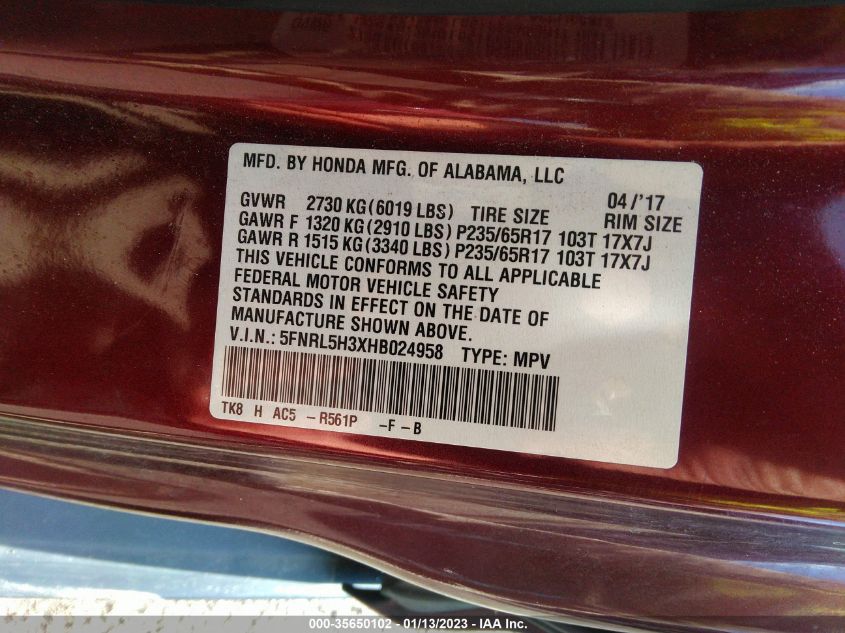 MFD. BY HONDA MFG. OF ALABAMA, LLC
04/'17
GVWR 2730 KG(6019 LBS) TIRE SIZE RIM SIZE
GAWR F 1320 KG(2910 LBS) P235/65R17 103T 17X7J
GAWR R 1515 KG(3340 LBS) P235/65R17 103T 17X7J
THIS VEHICLE CONFORMS TO ALL APPLICABLE
FEDERAL MOTOR VEHICLE SAFETY
STANDARDS IN EFFECT ON THE DATE OF
MANUFACTURE SHOWN ABOVE.
V.I.N.: 5FNRL5H3XHB024958 TYPE: MPV
TK8 H AC5 -R561P -F-B
000-35650102 - 01/13/2023 - IAA Inc.